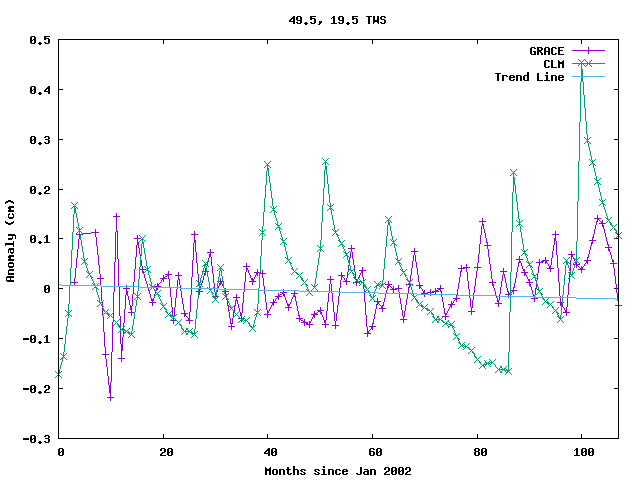 49.5, 19.5 TWS
GRACE
CLM
Trend Line
Anomaly (cm)
0.5
0.4
0.3
0.2
0.1
0
-0.1
-0.2
-0.3
0 20 40 60 80 100
Months since Jan 2002